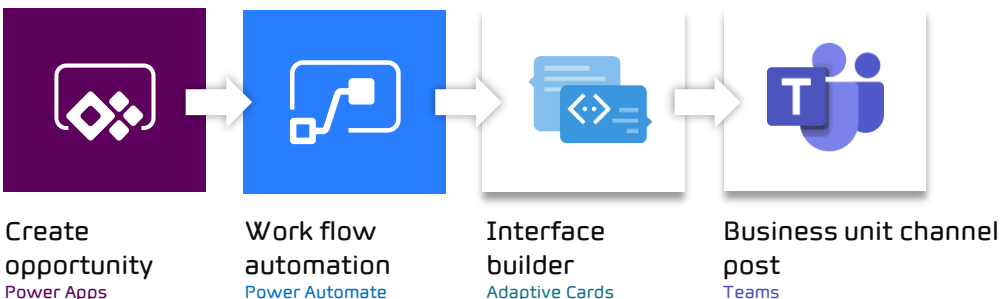 T
Create
opportunity
Power Apps
Work flow
automation
Power Automate
Interface
builder
Adaptive Cards
Business unit channel
post
Teams